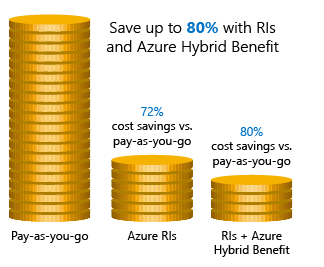 Save up to 80% with RIs
and Azure Hybrid Benefit
72%
cost savings vs.
pay-as-you-go
80%
cost savings vs.
pay-as-you-go
Pay-as-you-go
Azure RIs
RIs + Azure
Hybrid Benefit